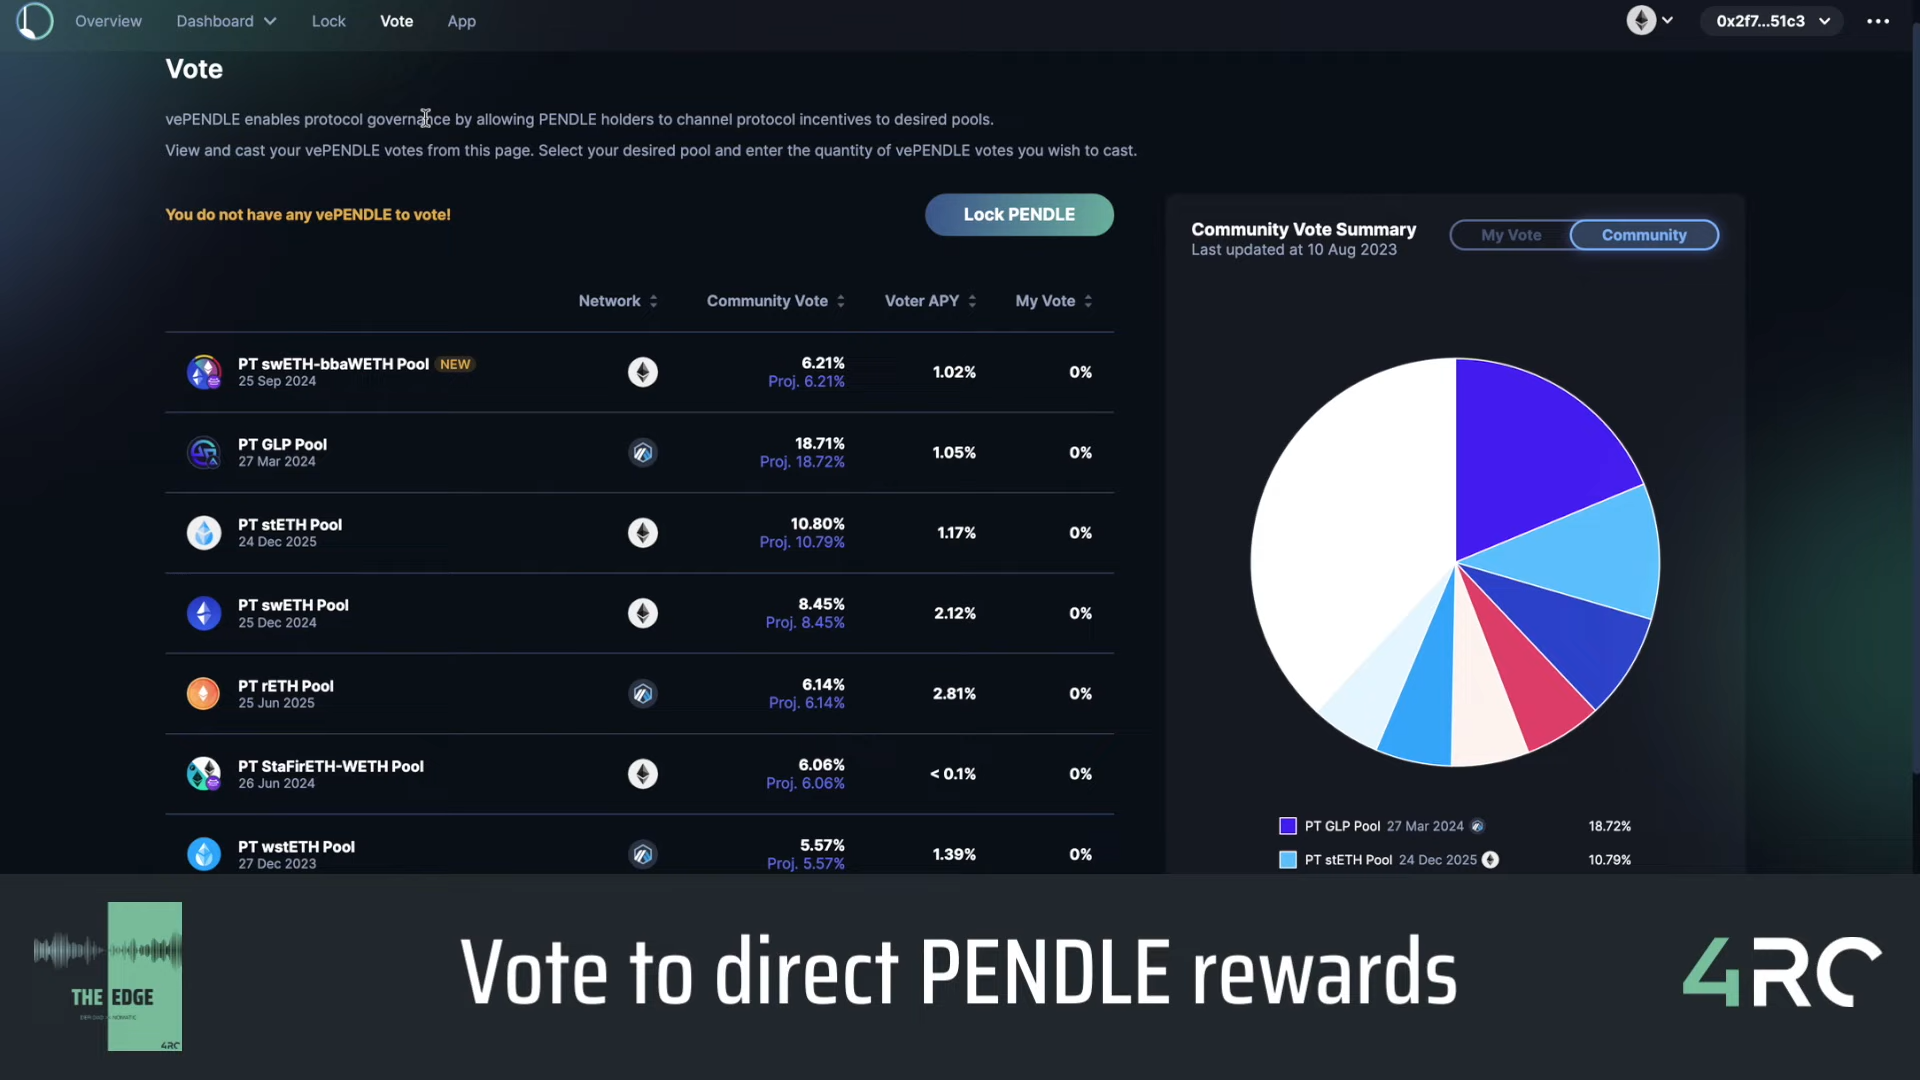 Overview Dashboard Lock Vote App 0x2f7...51c3
Vote
vePENDLE enables protocol governance by allowing PENDLE holders to channel protocol incentives to desired pools.
View and cast your vePENDLE votes from this page. Select your desired pool and enter the quantity of vePENDLE votes you wish to cast.
You do not have any vePENDLE to vote!
Lock PENDLE
Network Community Vote Voter APY My Vote
PT swETH-bbaWETH Pool NEW
25 Sep 2024
6.21%
Proj. 6.21%
1.02%
0%
PT GLP Pool
27 Mar 2024
18.71%
Proj. 18.72%
1.05%
0%
PT stETH Pool
24 Dec 2025
10.80%
Proj. 10.79%
1.17%
0%
PT swETH Pool
25 Dec 2024
8.45%
Proj. 8.45%
2.12%
0%
PT rETH Pool
25 Jun 2025
6.14%
Proj. 6.14%
2.81%
0%
PT StaFirETH-WETH Pool
26 Jun 2024
6.06%
Proj. 6.06%
< 0.1%
0%
PT wstETH Pool
27 Dec 2023
5.57%
Proj. 5.57%
1.39%
0%
Community Vote Summary
Last updated at 10 Aug 2023
My Vote Community
PT GLP Pool 27 Mar 2024 18.72%
PT stETH Pool 24 Dec 2025 10.79%
THE EDGE
4RC
Vote to direct PENDLE rewards
4RC